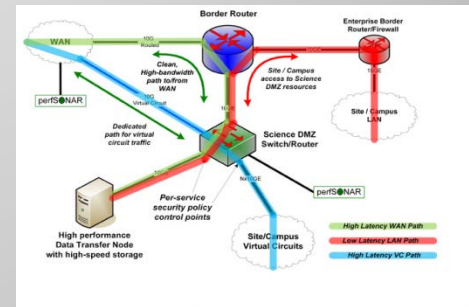 Border Router
WAN
Enterprise Border
Router/Firewall
10G
Routed
Clean,
High-bandwidth
path to/from
WAN
Site / Campus
access to Science
DMZ resources
perfSONAR
10GE
Site / Campus
LAN
Virtual Circuit
Dedicated
path for virtual
circuit traffic
Science DMZ
Switch/Router
Per-service
security policy
control points
perfSONAR
High performance
Data Transfer Node
with high-speed storage
Site/Campus
Virtual Circuits
High Latency WAN Path
Low Latency LAN Path
High Latency VC Path